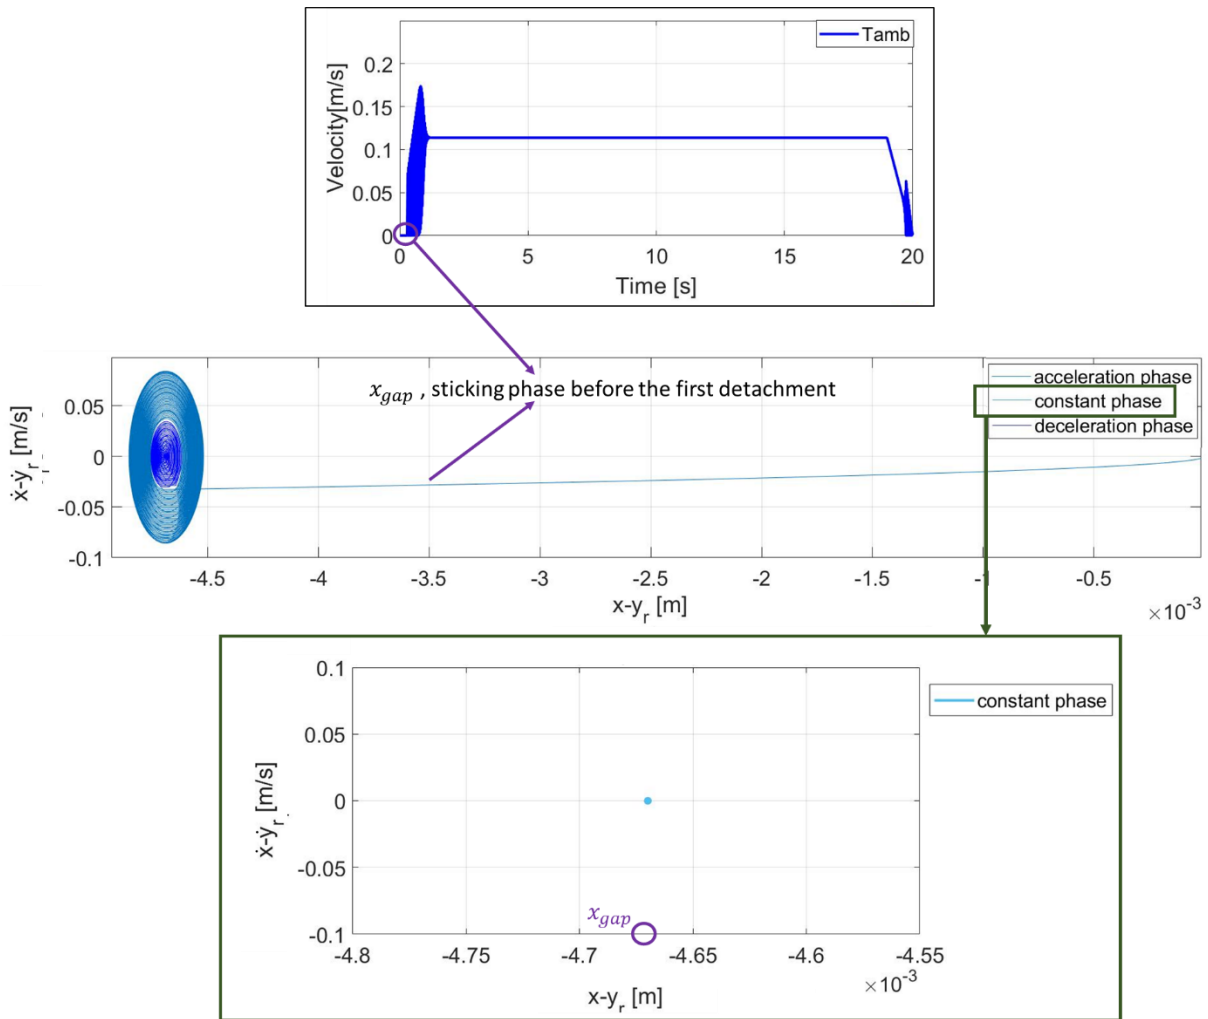 Tamb
Velocity[m/s]
0.2
0.15
0.1
0.05
0
0 5 10 15 20
Time [s]
x_gap , sticking phase before the first detachment
acceleration phase
constant phase
deceleration phase
ẋ-ẏ_r [m/s]
0.05
0
-0.05
-0.1
-4.5 -4 -3.5 -3 -2.5 -2 -1.5 -1 -0.5
x-y_r [m]
×10^-3
constant phase
ẋ-ẏ_r [m/s]
0.1
0.05
0
-0.05
-0.1
x_gap
-4.8 -4.75 -4.7 -4.65 -4.6 -4.55
x-y_r [m]
×10^-3